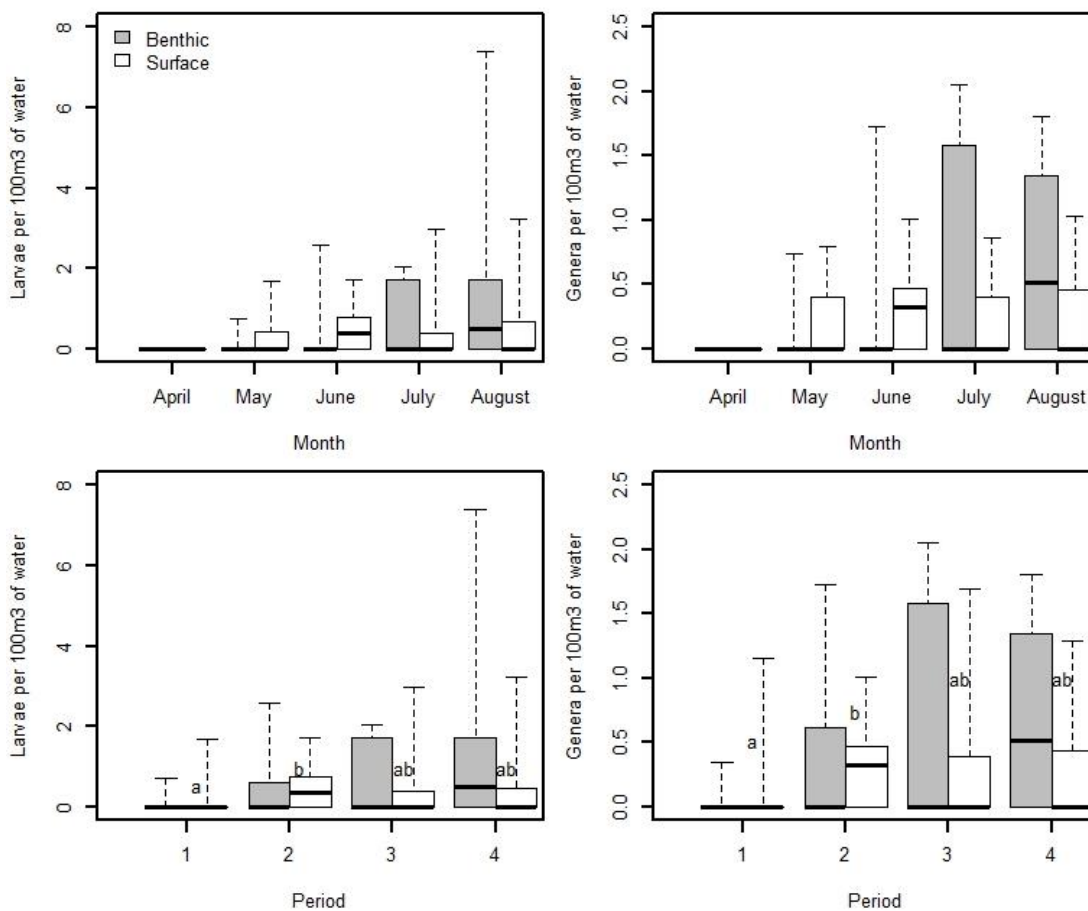 Larvae per 100m3 of water
8
6
4
2
0
Benthic
Surface
April May June July August
Month
Genera per 100m3 of water
2.5
2.0
1.5
1.0
0.5
0.0
April May June July August
Month
Larvae per 100m3 of water
8
6
4
2
0
a b ab ab
1 2 3 4
Period
Genera per 100m3 of water
2.5
2.0
1.5
1.0
0.5
0.0
a b ab ab
1 2 3 4
Period